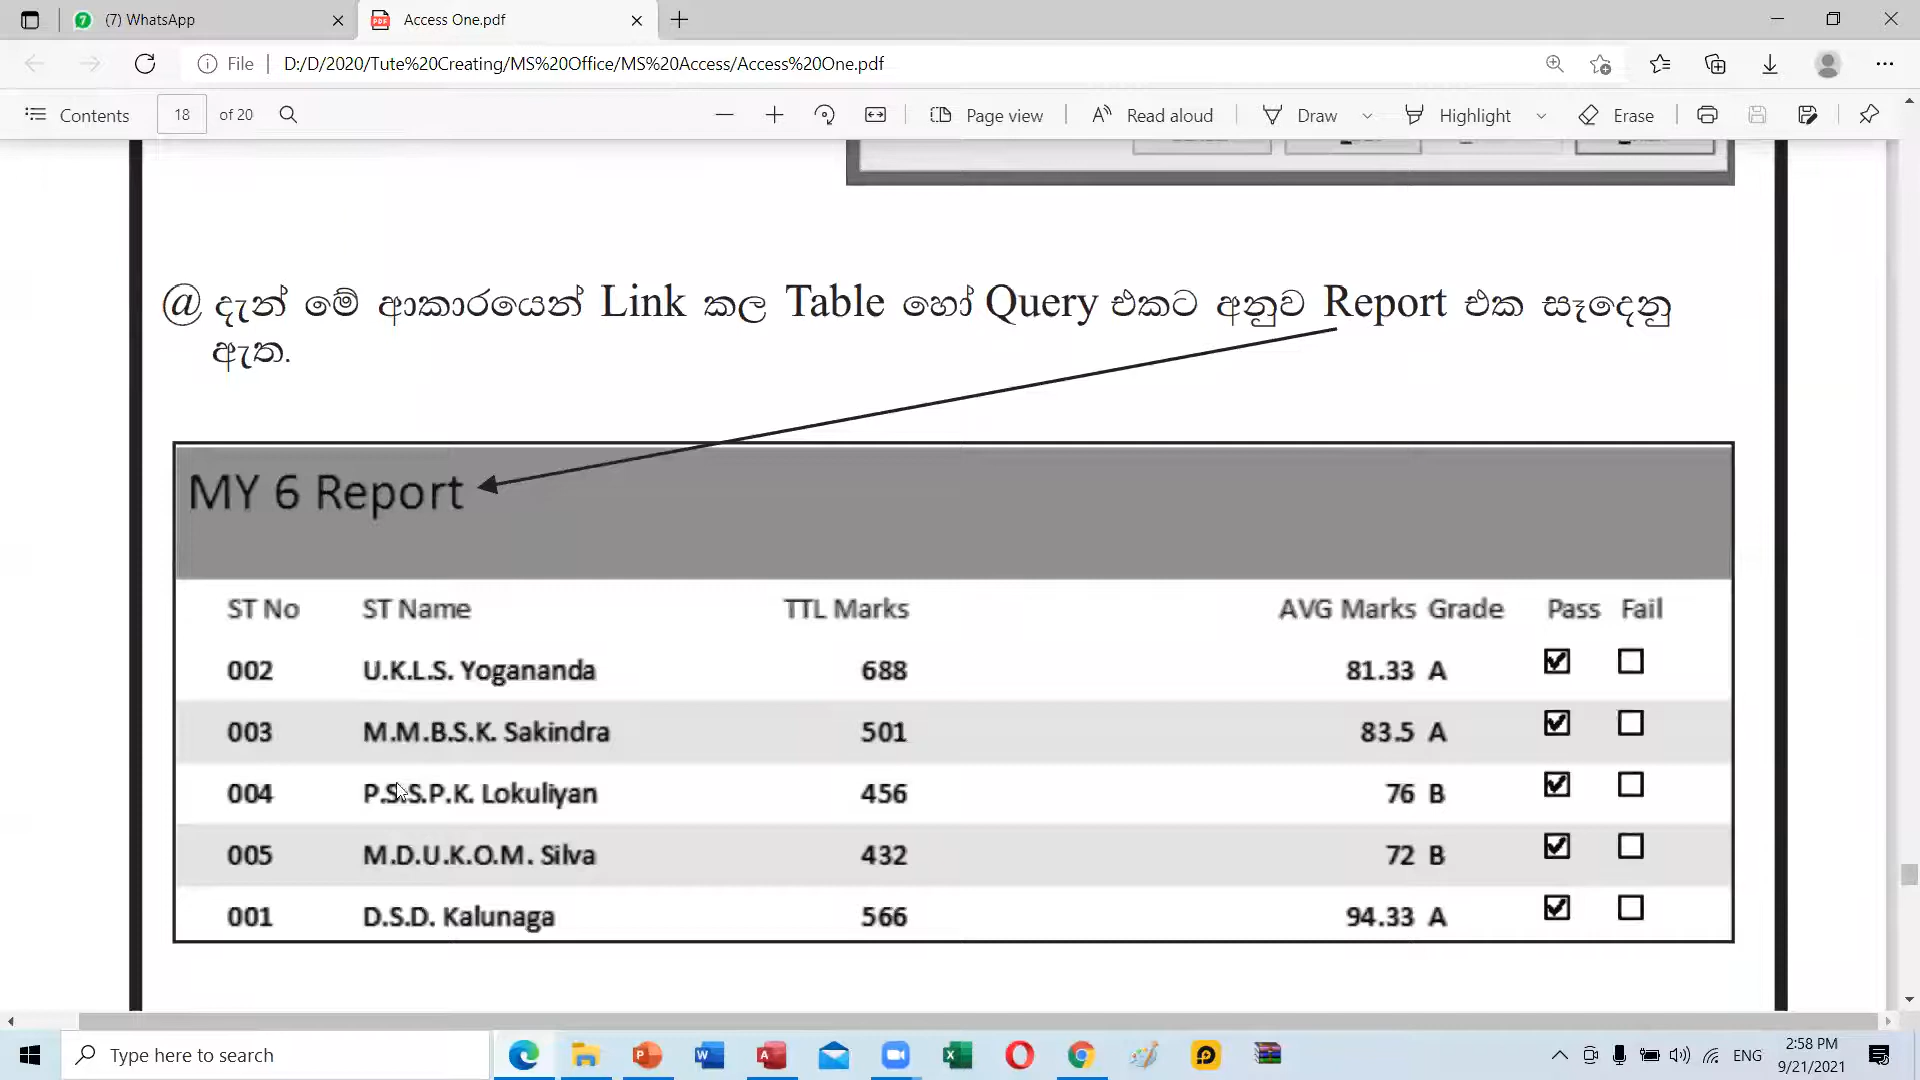 (7) WhatsApp
Access One.pdf
File
D:/D/2020/Tute%20Creating/MS%20Office/MS%20Access/Access%20One.pdf
Contents 18 of 20 Page view Read aloud Draw Highlight Erase
@ දැන් මේ ආකාරයෙන් Link කල Table හෝ Query එකට අනුව Report එක සෑදෙනු
ඇත.
MY 6 Report
ST No ST Name TTL Marks AVG Marks Grade Pass Fail
002 U.K.L.S. Yogananda 688 81.33 A
003 M.M.B.S.K. Sakindra 501 83.5 A
004 P.S.S.P.K. Lokuliyan 456 76 B
005 M.D.U.K.O.M. Silva 432 72 B
001 D.S.D. Kalunaga 566 94.33 A
Type here to search
ENG
2:58 PM
9/21/2021